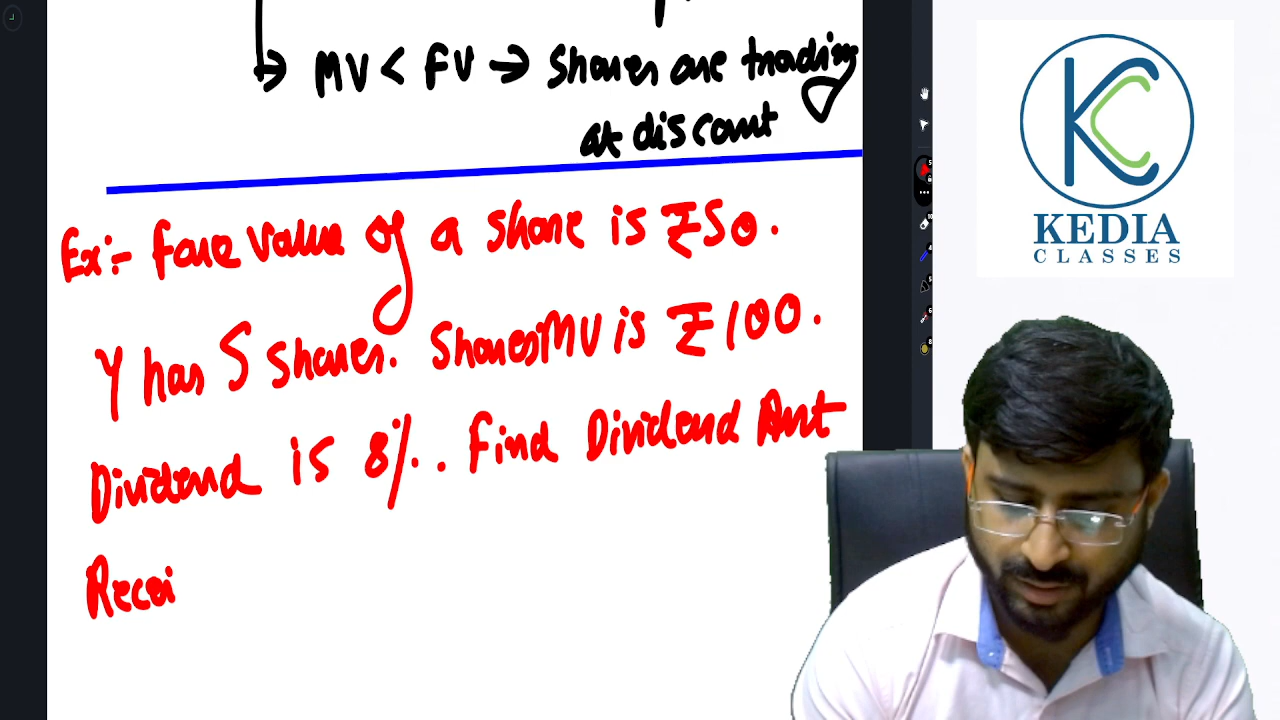 MV < FV → Shares are trading
at discount
Ex:- Face value of a share is ₹50.
Y has 5 shares. Shares MV is ₹100.
Dividend is 8%. Find Dividend Amt
Recei
KC
KEDIA
CLASSES